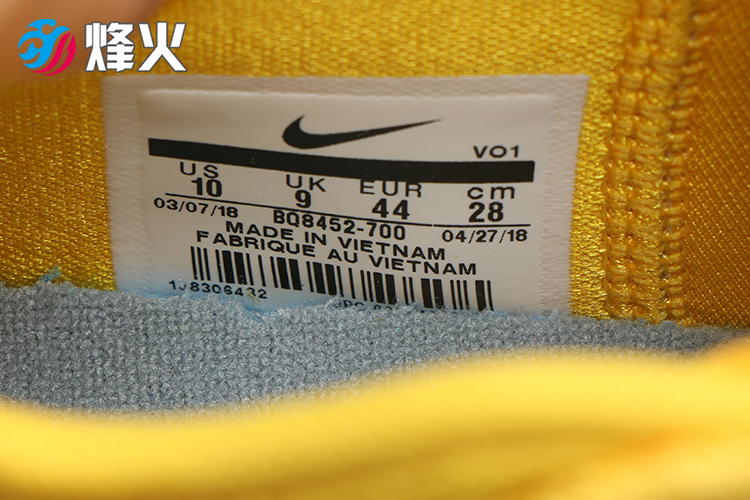 烽火
VO1
US UK EUR cm
10 9 44 28
03/07/18 BQ8452-700 04/27/18
MADE IN VIETNAM
FABRIQUE AU VIETNAM